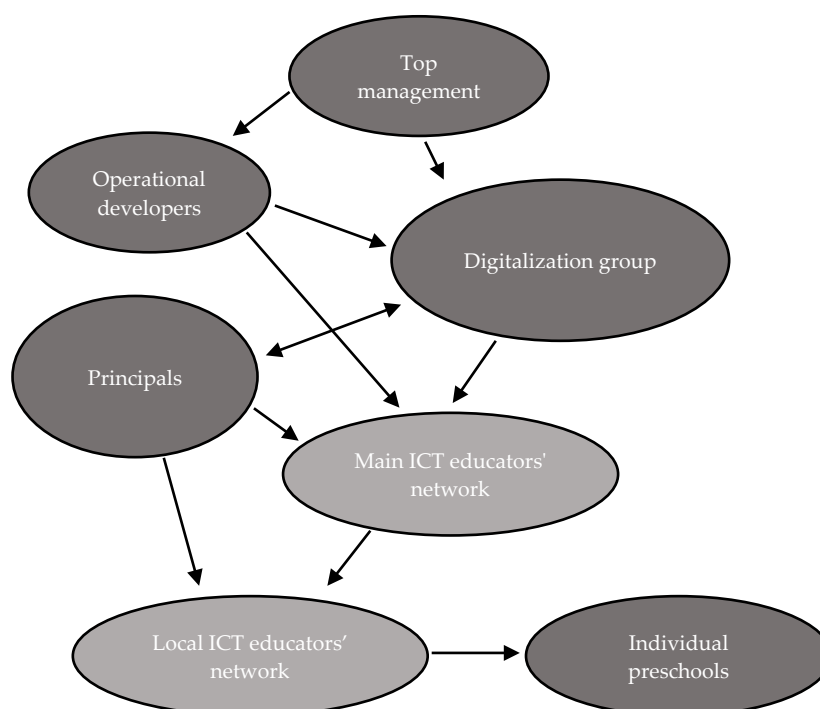 Top
management
Operational
developers
Digitalization group
Principals
Main ICT educators'
network
Local ICT educators’
network
Individual
preschools